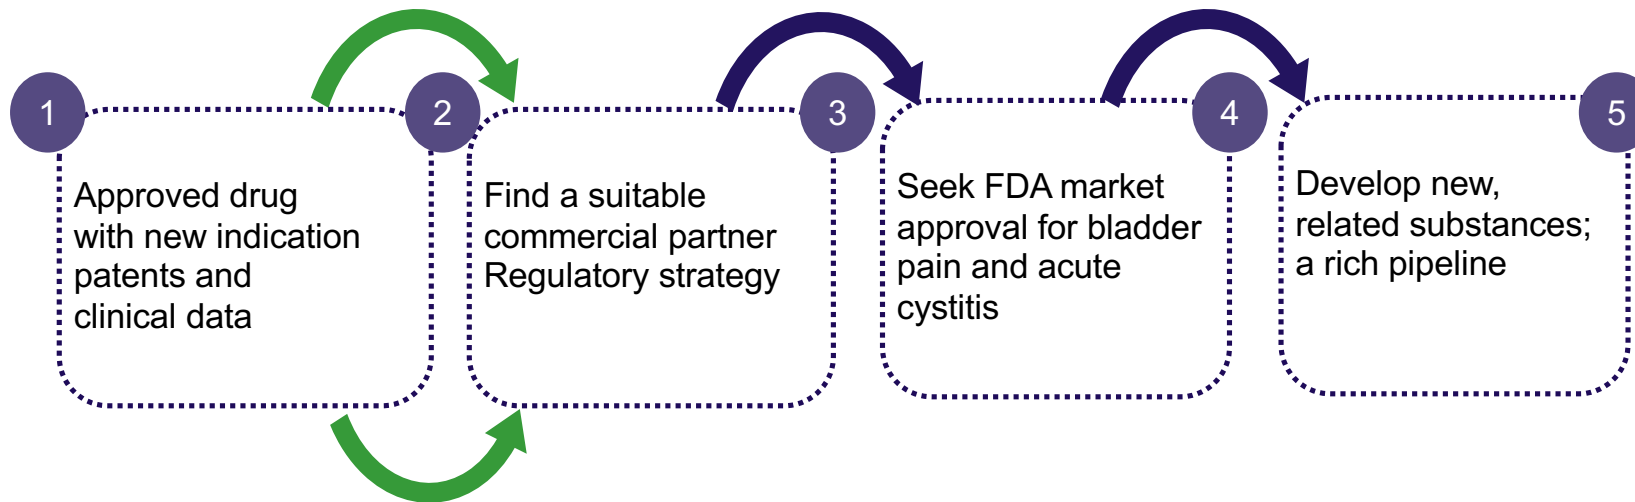 1
Approved drug
with new indication
patents and
clinical data
2
Find a suitable
commercial partner
Regulatory strategy
3
Seek FDA market
approval for bladder
pain and acute
cystitis
4
Develop new,
related substances;
a rich pipeline
5